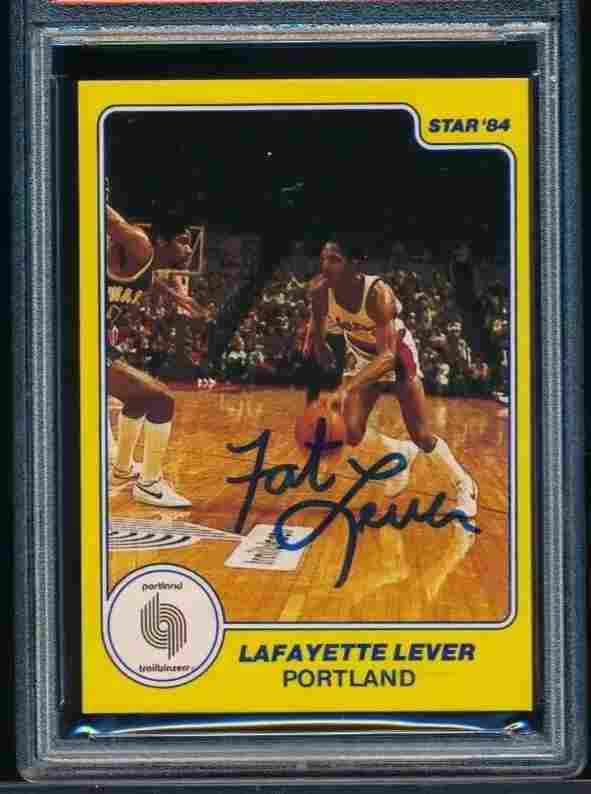 STAR '84
Fat
Lever
portland
trailblazers
LAFAYETTE LEVER
PORTLAND